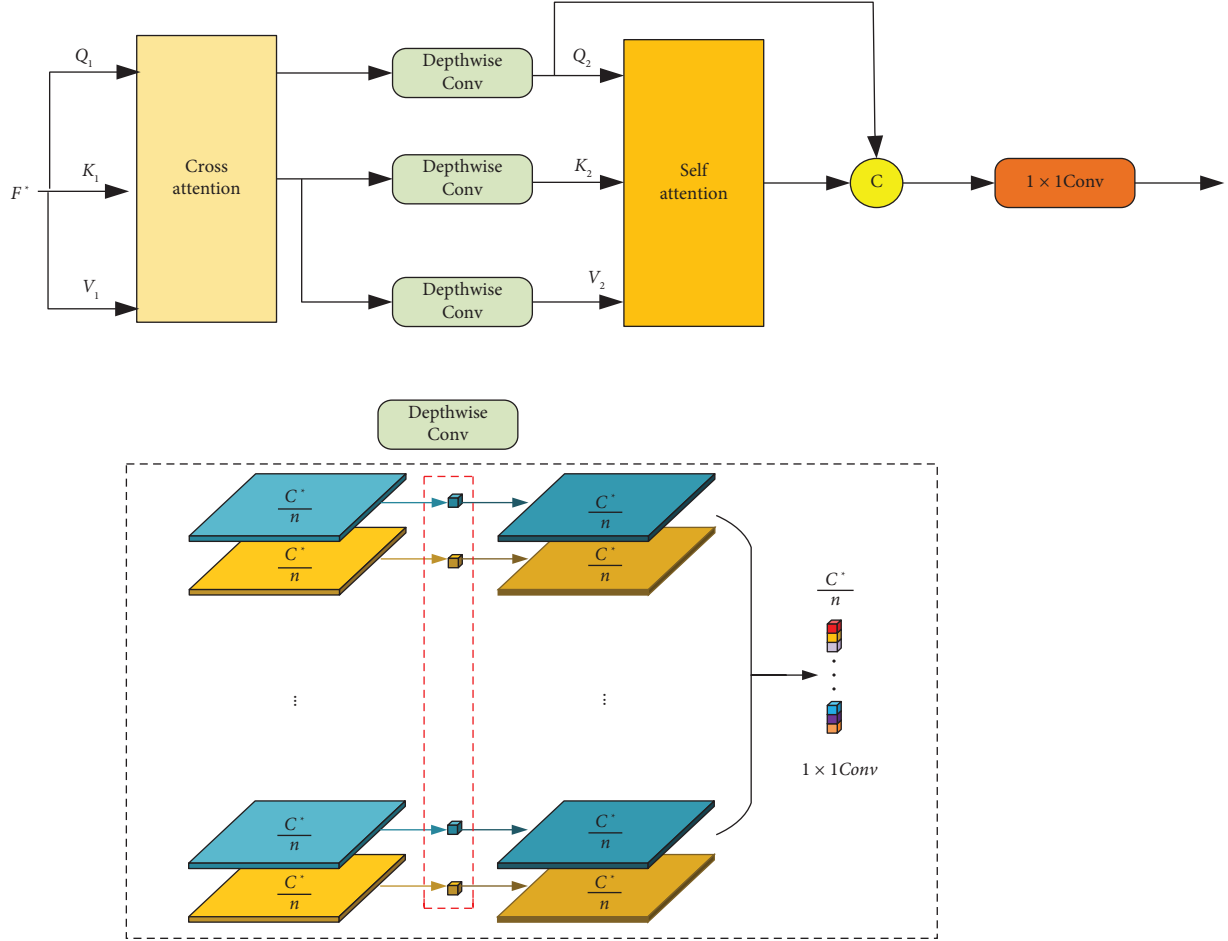 Depthwise
Conv
Q₁
Q₂
Cross
attention
Depthwise
Conv
K₁
K₂
F*
Self
attention
C
1 × 1Conv
Depthwise
Conv
V₁
V₂
Depthwise
Conv
C*
n
C*
n
C*
n
C*
n
C*
n
...
...
1 × 1Conv
C*
n
C*
n
C*
n
C*
n